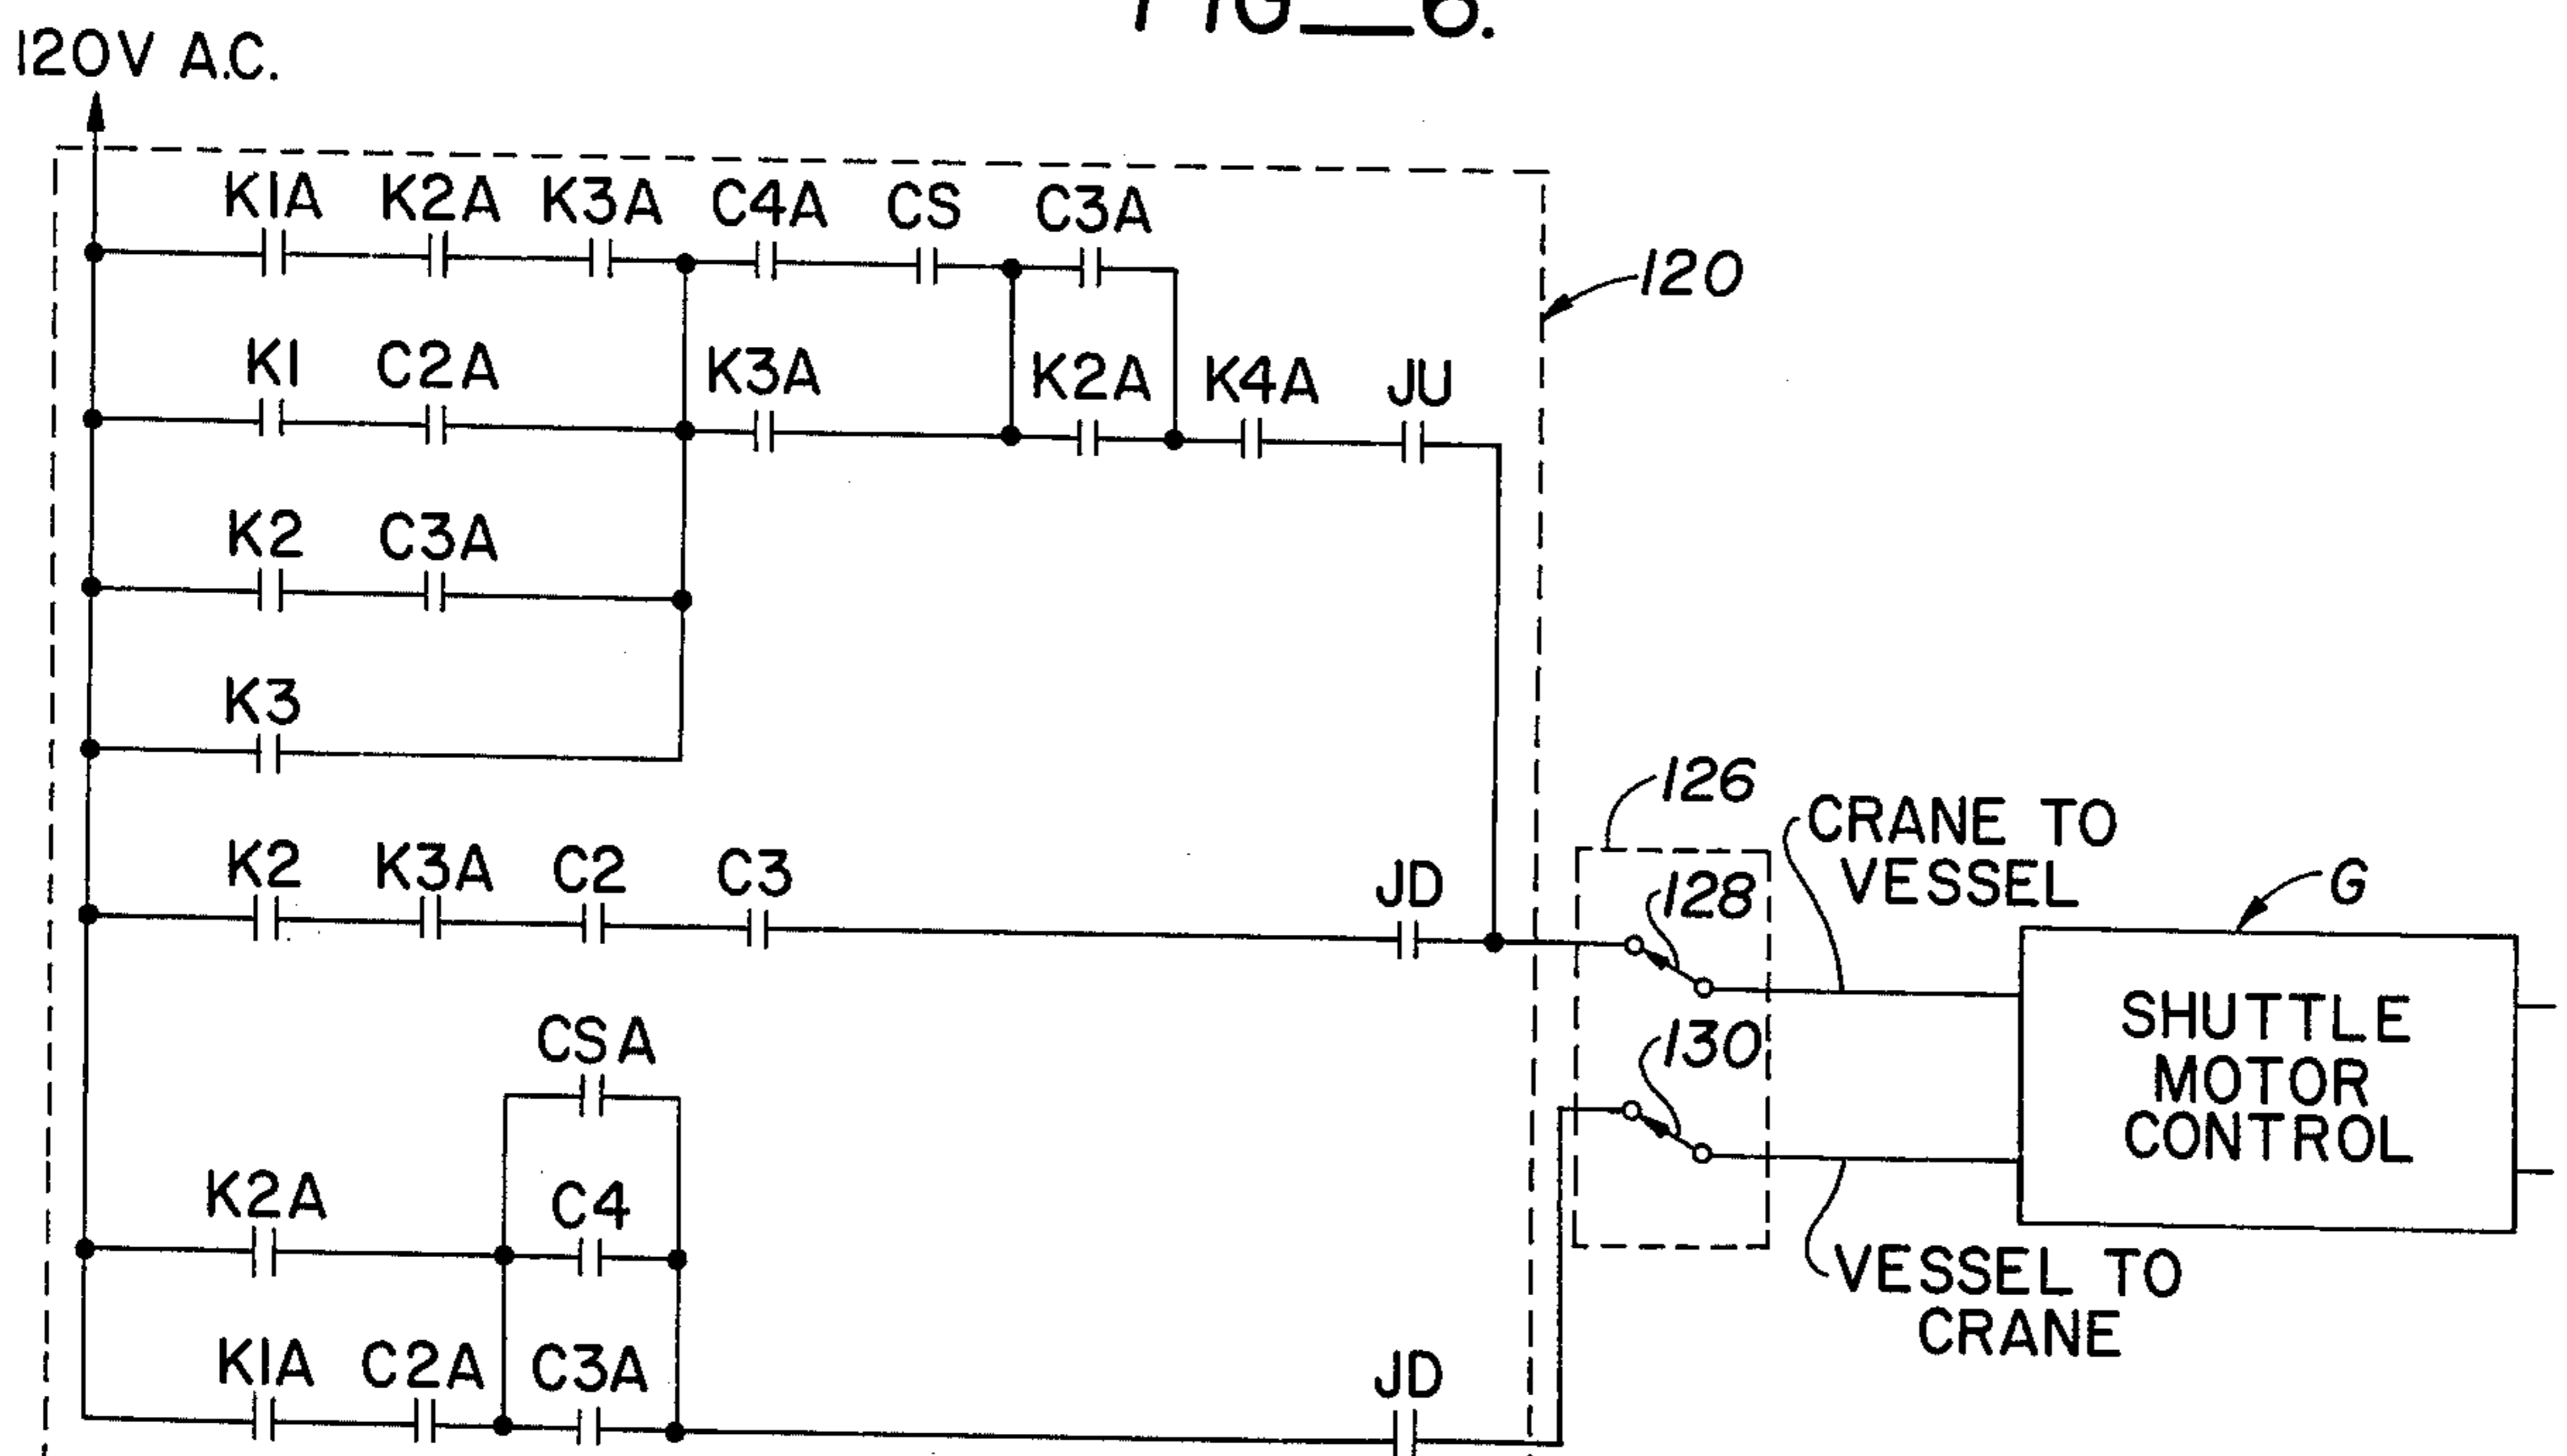 FIG__6.
120V A.C.
K1A K2A K3A C4A CS C3A
120
K1 C2A K3A K2A K4A JU
K2 C3A
K3
126
CRANE TO
VESSEL
K2 K3A C2 C3 JD
128
G
SHUTTLE
MOTOR
CONTROL
CSA
130
K2A C4
VESSEL TO
CRANE
K1A C2A C3A JD